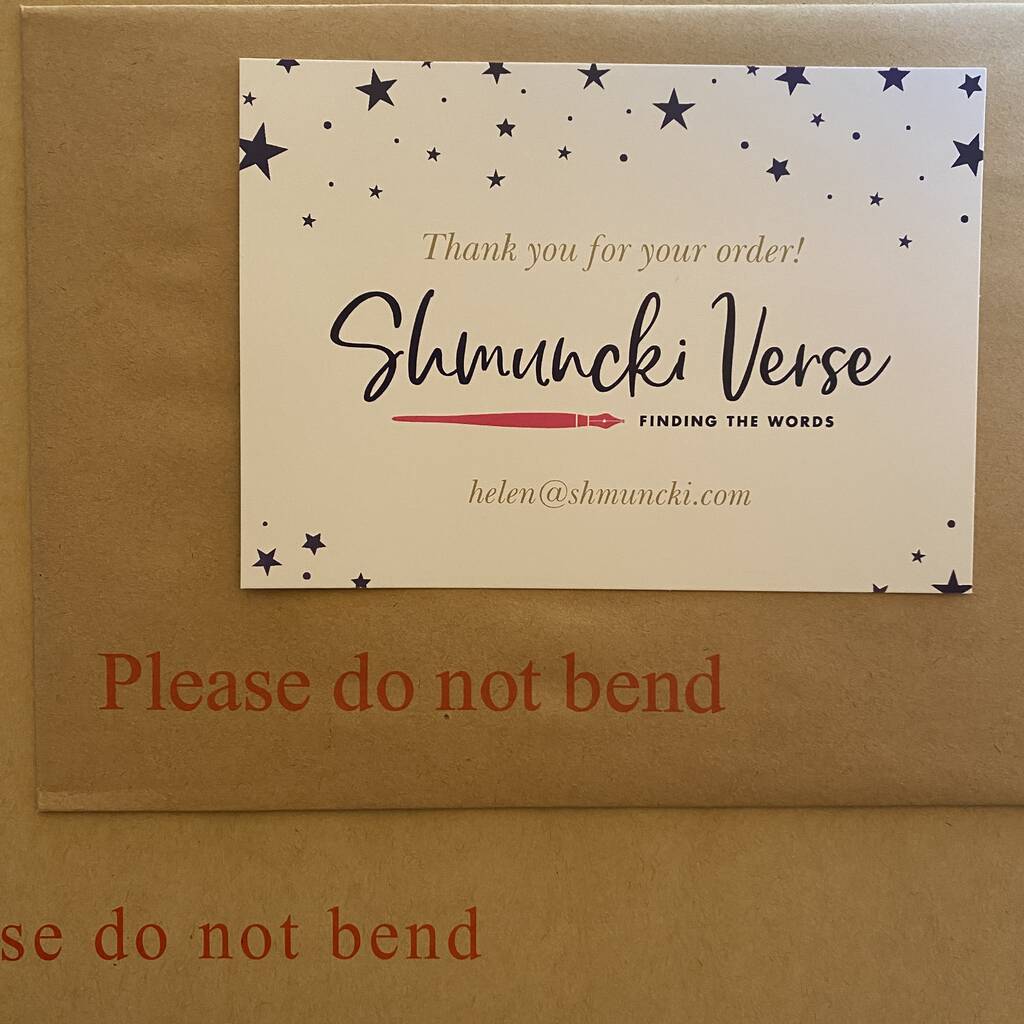 Thank you for your order!
Shmuncki Verse
FINDING THE WORDS
helen@shmuncki.com
Please do not bend
se do not bend